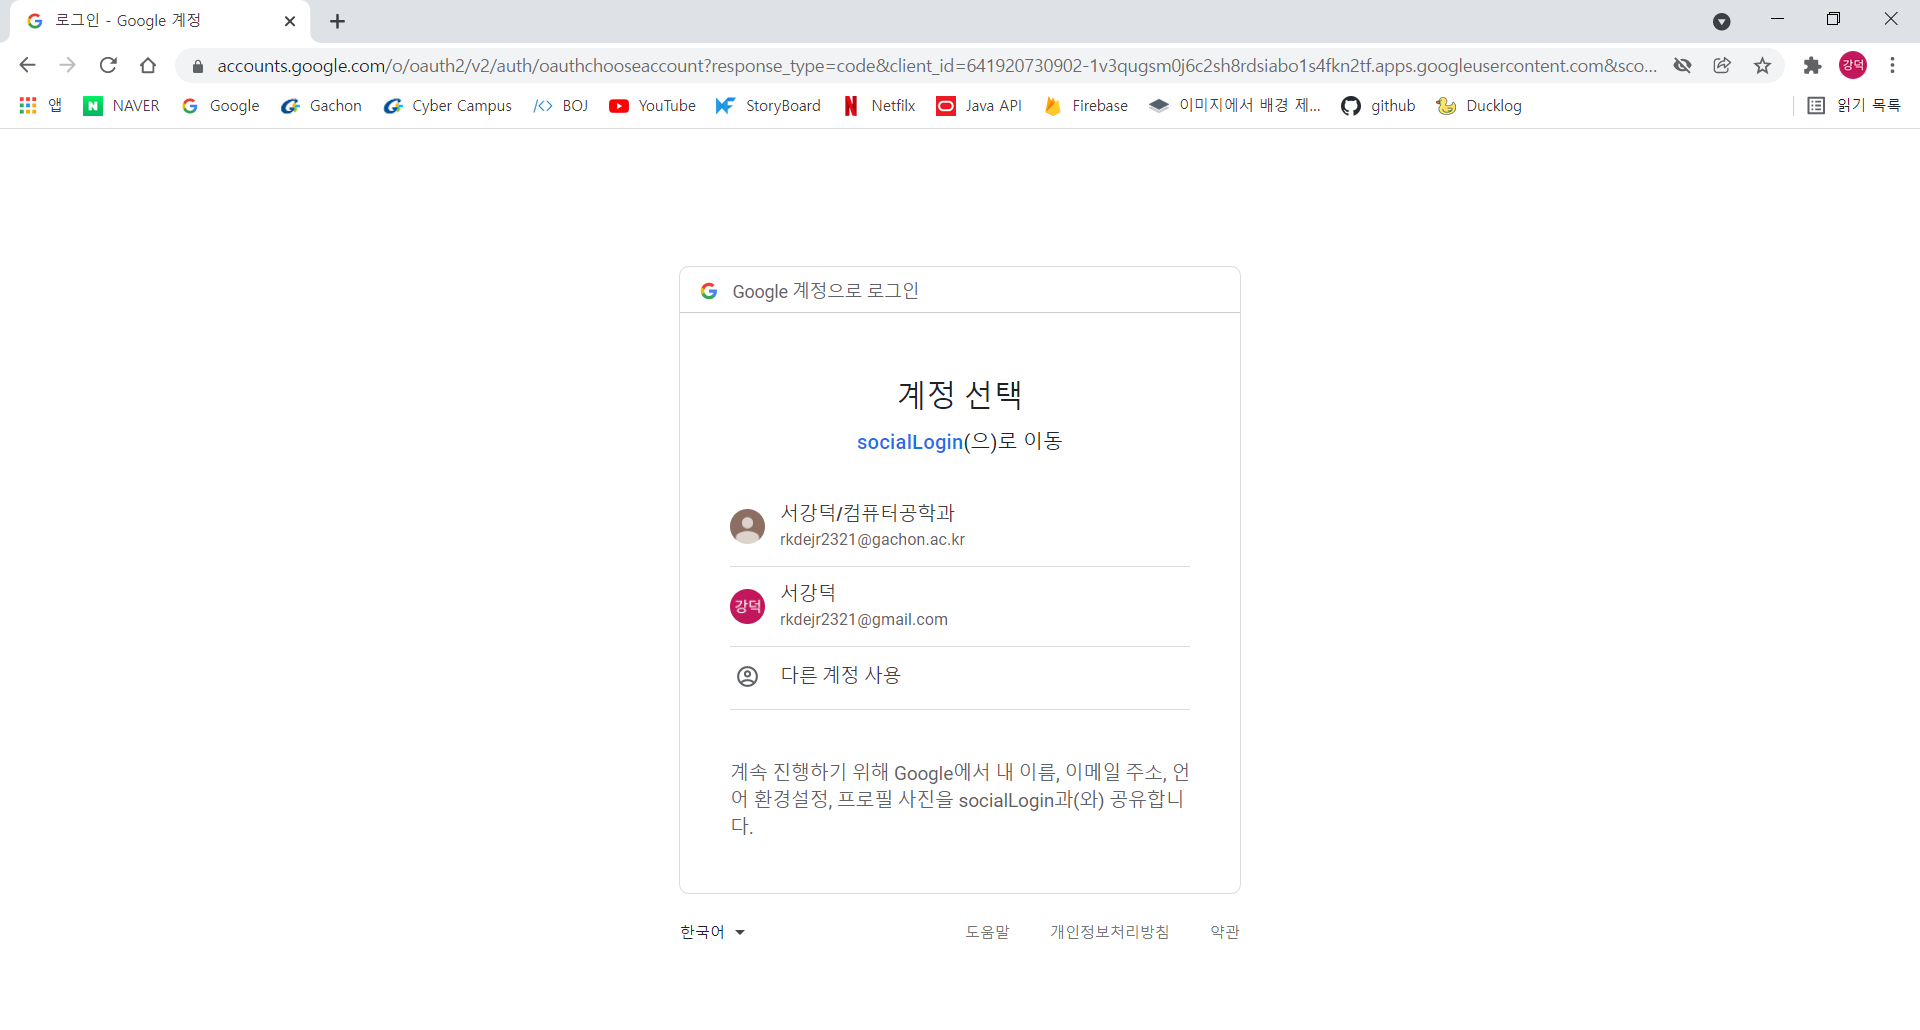 로그인 - Google 계정
accounts.google.com/o/oauth2/v2/auth/oauthchooseaccount?response_type=code&client_id=641920730902-1v3qugsm0j6c2sh8rdsiabo1s4fkn2tf.apps.googleusercontent.com&sco...
강덕
앱 NAVER Google Gachon Cyber Campus BOJ YouTube StoryBoard Netfilx Java API Firebase 이미지에서 배경 제... github Ducklog 읽기 목록
Google 계정으로 로그인
계정 선택
socialLogin(으)로 이동
서강덕/컴퓨터공학과
rkdejr2321@gachon.ac.kr
강덕
서강덕
rkdejr2321@gmail.com
다른 계정 사용
계속 진행하기 위해 Google에서 내 이름, 이메일 주소, 언
어 환경설정, 프로필 사진을 socialLogin과(와) 공유합니
다.
한국어 도움말 개인정보처리방침 약관